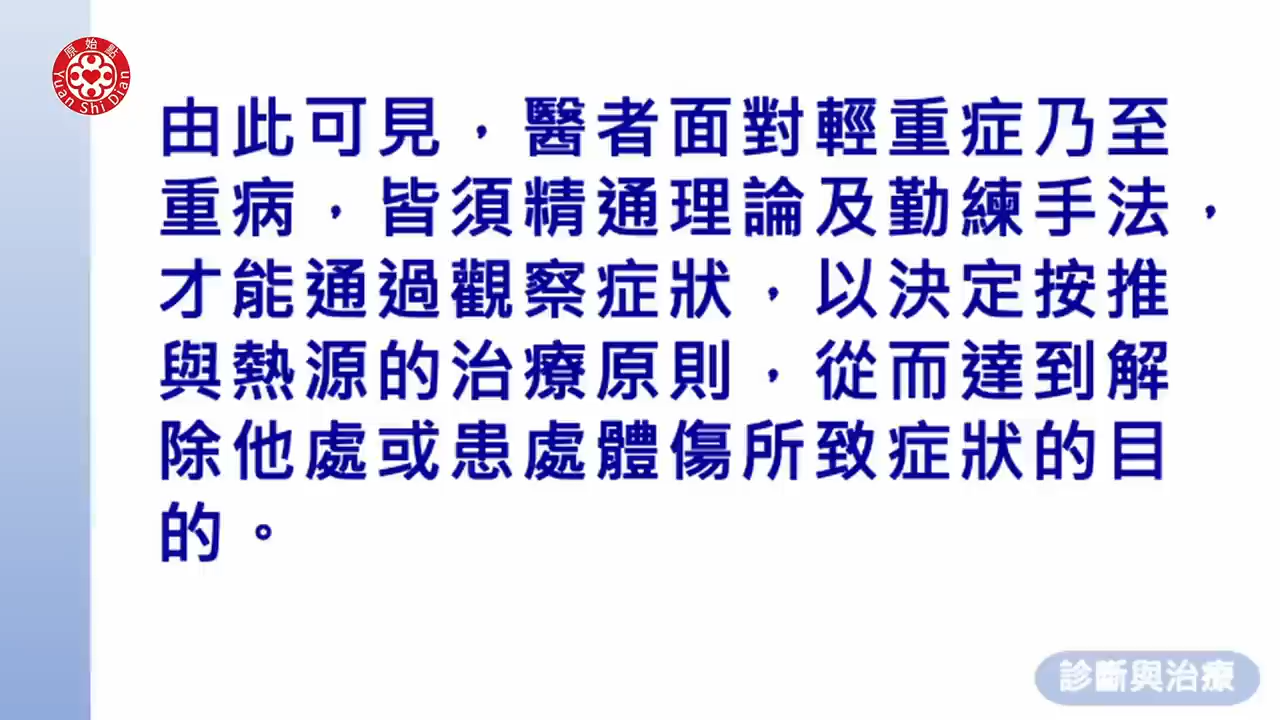 原始點
Yuan Shi Dian
由此可見，醫者面對輕重症乃至
重病，皆須精通理論及勤練手法，
才能通過觀察症狀，以決定按推
與熱源的治療原則，從而達到解
除他處或患處體傷所致症狀的目
的。
診斷與治療